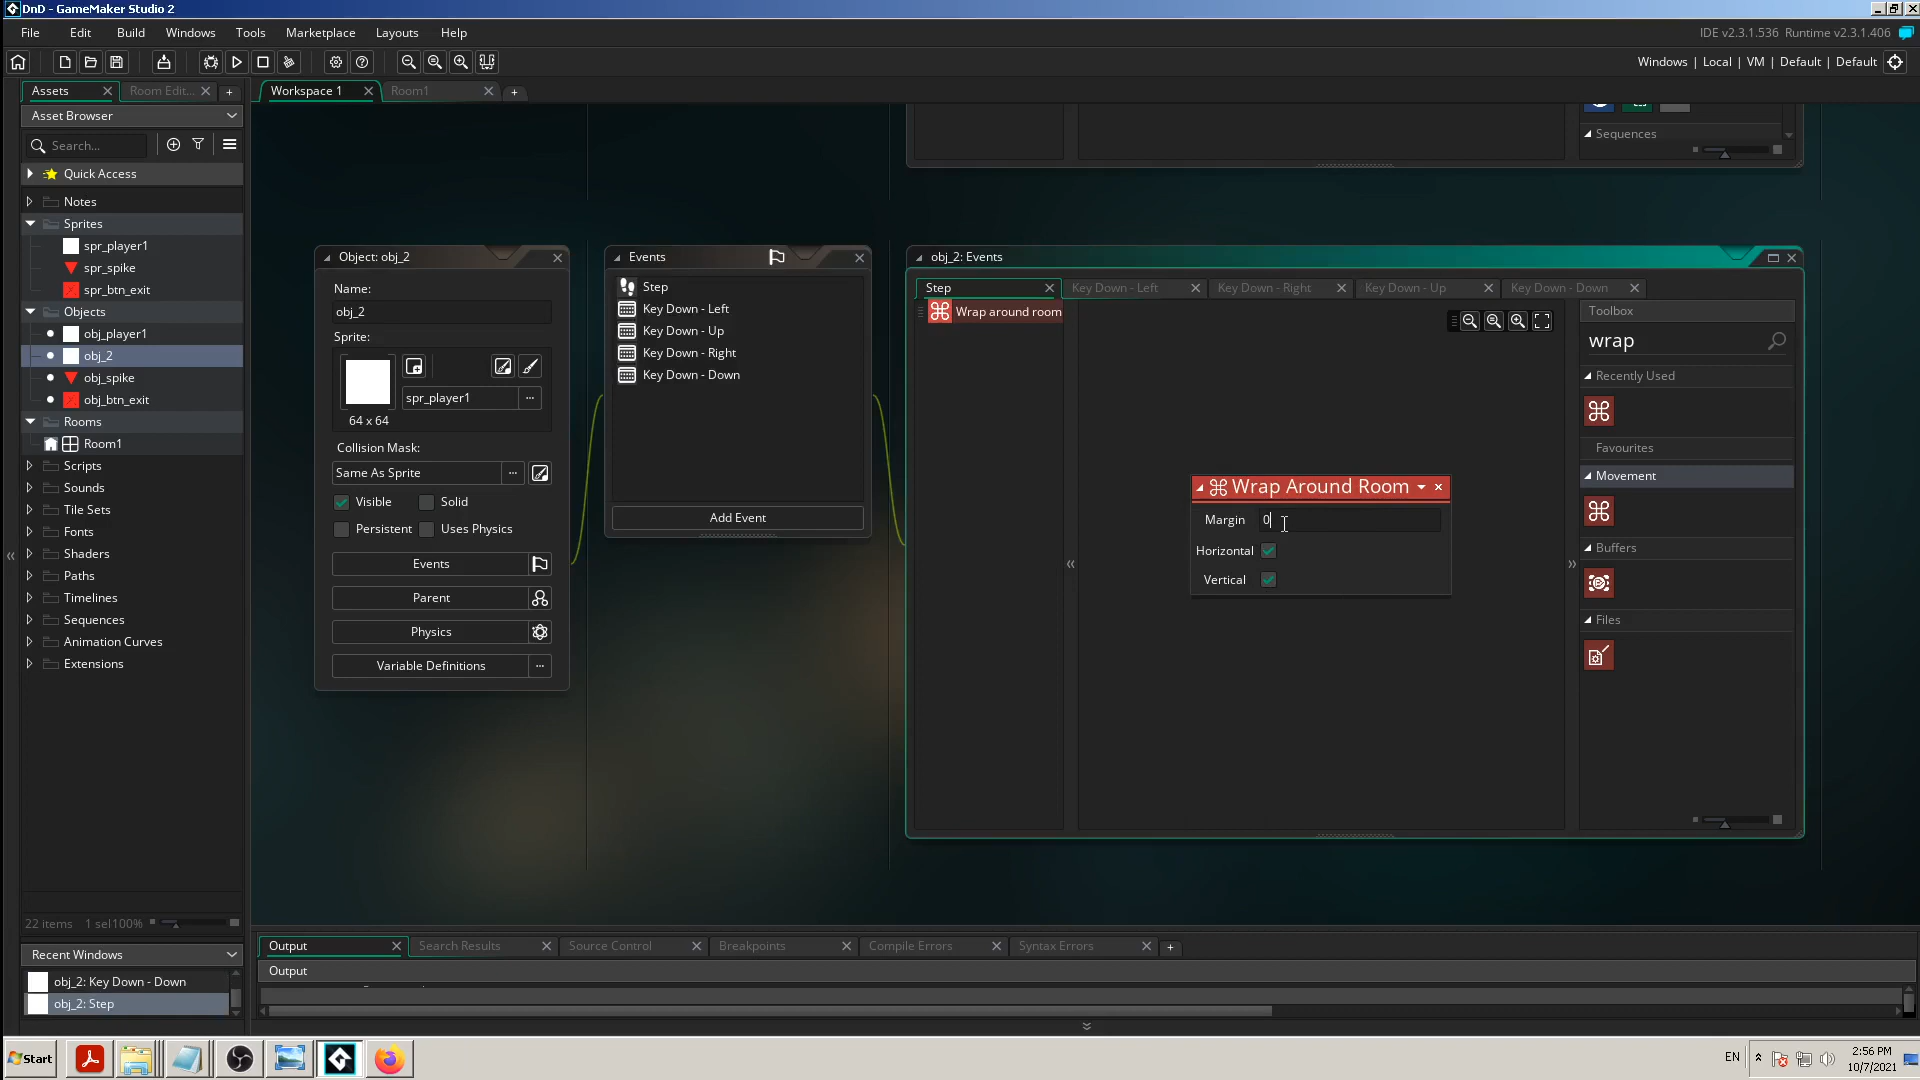 DnD - GameMaker Studio 2
File Edit Build Windows Tools Marketplace Layouts Help
IDE v2.3.1.536 Runtime v2.3.1.406
Windows | Local | VM | Default | Default
Assets
Room Edit...
Workspace 1
Room1
Asset Browser
Search...
Quick Access
Notes
Sprites
spr_player1
spr_spike
spr_btn_exit
Objects
obj_player1
obj_2
obj_spike
obj_btn_exit
Rooms
Room1
Scripts
Sounds
Tile Sets
Fonts
Shaders
Paths
Timelines
Sequences
Animation Curves
Extensions
22 items 1 sel 100%
Recent Windows
obj_2: Key Down - Down
obj_2: Step
Object: obj_2
Name:
obj_2
Sprite:
spr_player1
64 x 64
Collision Mask:
Same As Sprite
Visible Solid
Persistent Uses Physics
Events
Parent
Physics
Variable Definitions
Events
Step
Key Down - Left
Key Down - Up
Key Down - Right
Key Down - Down
Add Event
Sequences
obj_2: Events
Step
Key Down - Left
Key Down - Right
Key Down - Up
Key Down - Down
Wrap around room
Wrap Around Room
Margin 0
Horizontal
Vertical
Toolbox
wrap
Recently Used
Favourites
Movement
Buffers
Files
Output
Search Results
Source Control
Breakpoints
Compile Errors
Syntax Errors
Output
Start
EN
2:56 PM
10/7/2021